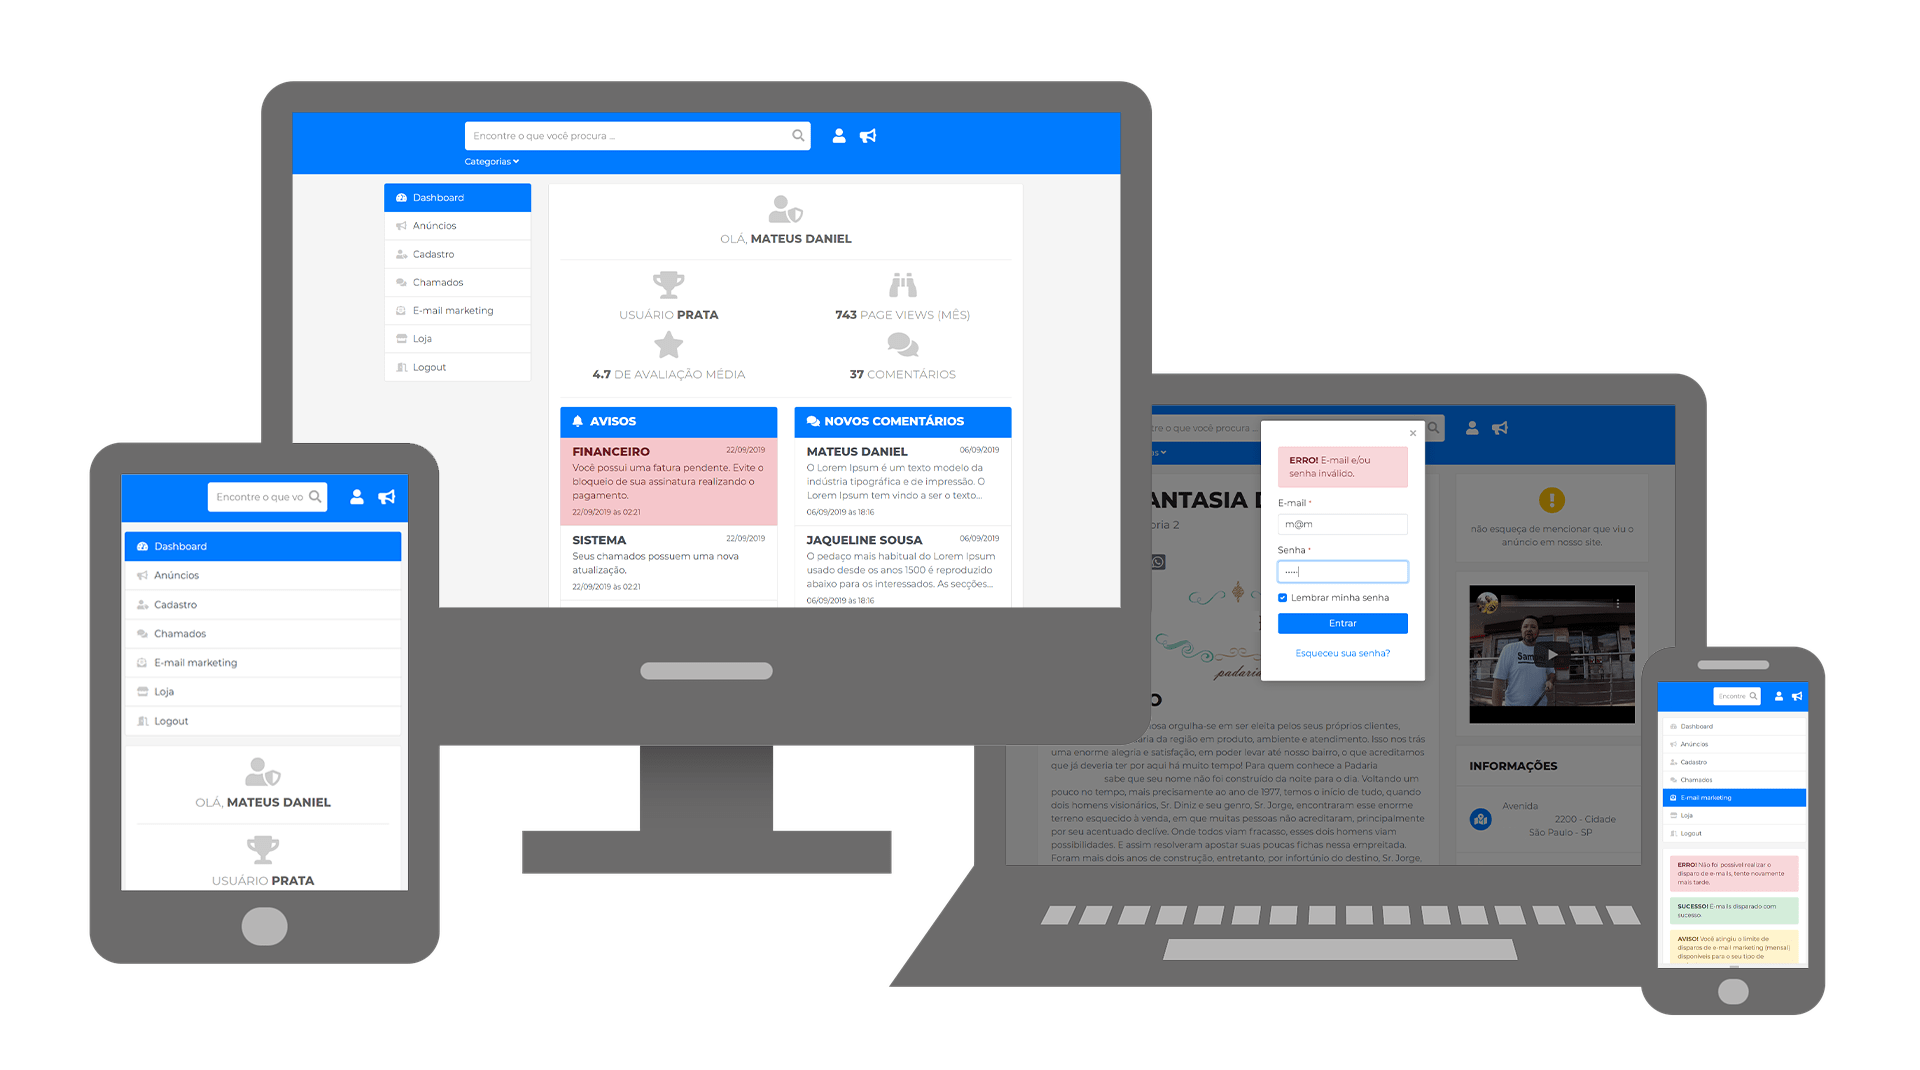 Encontre o que você procura ...
Categorias
Dashboard
Anúncios
Cadastro
Chamados
E-mail marketing
Loja
Logout
OLÁ, MATEUS DANIEL
USUÁRIO PRATA
743 PAGE VIEWS (MÊS)
4.7 DE AVALIAÇÃO MÉDIA
37 COMENTÁRIOS
AVISOS
FINANCEIRO
22/09/2019
Você possui uma fatura pendente. Evite o
bloqueio de sua assinatura realizando o
pagamento.
22/09/2019 às 02:21
SISTEMA
22/09/2019
Seus chamados possuem uma nova
atualização.
22/09/2019 às 02:21
NOVOS COMENTÁRIOS
MATEUS DANIEL
06/09/2019
O Lorem Ipsum é um texto modelo da
indústria tipográfica e de impressão. O
Lorem Ipsum tem vindo a ser o texto...
06/09/2019 às 18:16
JAQUELINE SOUSA
06/09/2019
O pedaço mais habitual do Lorem Ipsum
usado desde os anos 1500 é reproduzido
abaixo para os interessados. As secções...
06/09/2019 às 18:16
Encontre o que vo
Dashboard
Anúncios
Cadastro
Chamados
E-mail marketing
Loja
Logout
OLÁ, MATEUS DANIEL
USUÁRIO PRATA
tre o que você procura ...
as
ANTASIA D
oria 2
padaria
O
osa orgulha-se em ser eleita pelos seus próprios clientes,
aria da região em produto, ambiente e atendimento. Isso nos trás
uma enorme alegria e satisfação, em poder levar até nosso bairro, o que acreditamos
que já deveria ter por aqui há muito tempo! Para quem conhece a Padaria
sabe que seu nome não foi construído da noite para o dia. Voltando um
pouco no tempo, mais precisamente ao ano de 1977, temos o início de tudo, quando
dois homens visionários, Sr. Diniz e seu genro, Sr. Jorge, encontraram esse enorme
terreno esquecido à venda, em que muitas pessoas não acreditaram, principalmente
por seu acentuado declive. Onde todos viam fracasso, esses dois homens viam
possibilidades. E assim resolveram apostar suas poucas fichas nessa empreitada.
Foram mais dois anos de construção, entretanto, por infortúnio do destino, Sr. Jorge,
×
ERRO! E-mail e/ou
senha inválido.
E-mail *
m@m
Senha *
•••••
Lembrar minha senha
Entrar
Esqueceu sua senha?
não esqueça de mencionar que viu o
anúncio em nosso site.
INFORMAÇÕES
Avenida
2200 - Cidade
São Paulo - SP
Encontre
Dashboard
Anúncios
Cadastro
Chamados
E-mail marketing
Loja
Logout
ERRO! Não foi possível realizar o
disparo de e-mails, tente novamente
mais tarde.
SUCESSO! E-mails disparado com
sucesso
AVISO! Você atingiu o limite de
disparos de e-mail marketing (mensal)
disponíveis para o seu tipo de